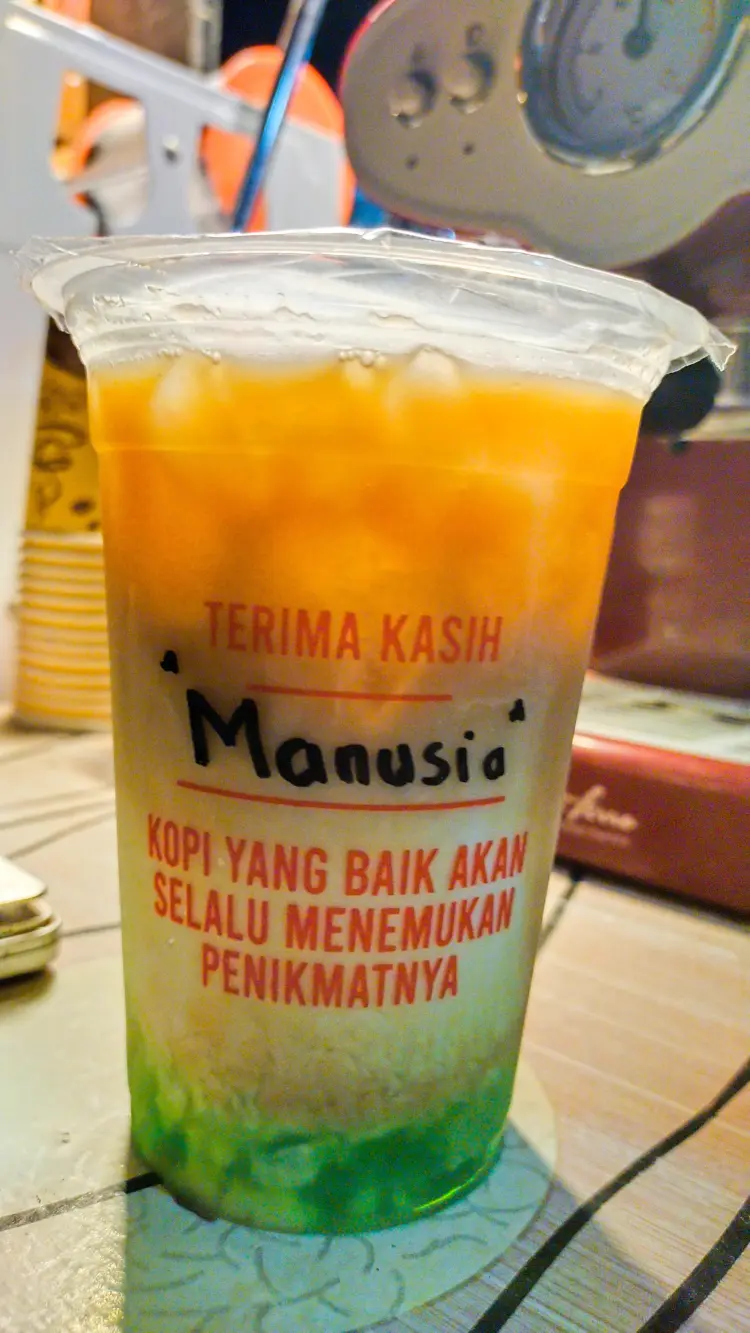 TERIMA KASIH
"Manusia"
KOPI YANG BAIK AKAN
SELALU MENEMUKAN
PENIKMATNYA